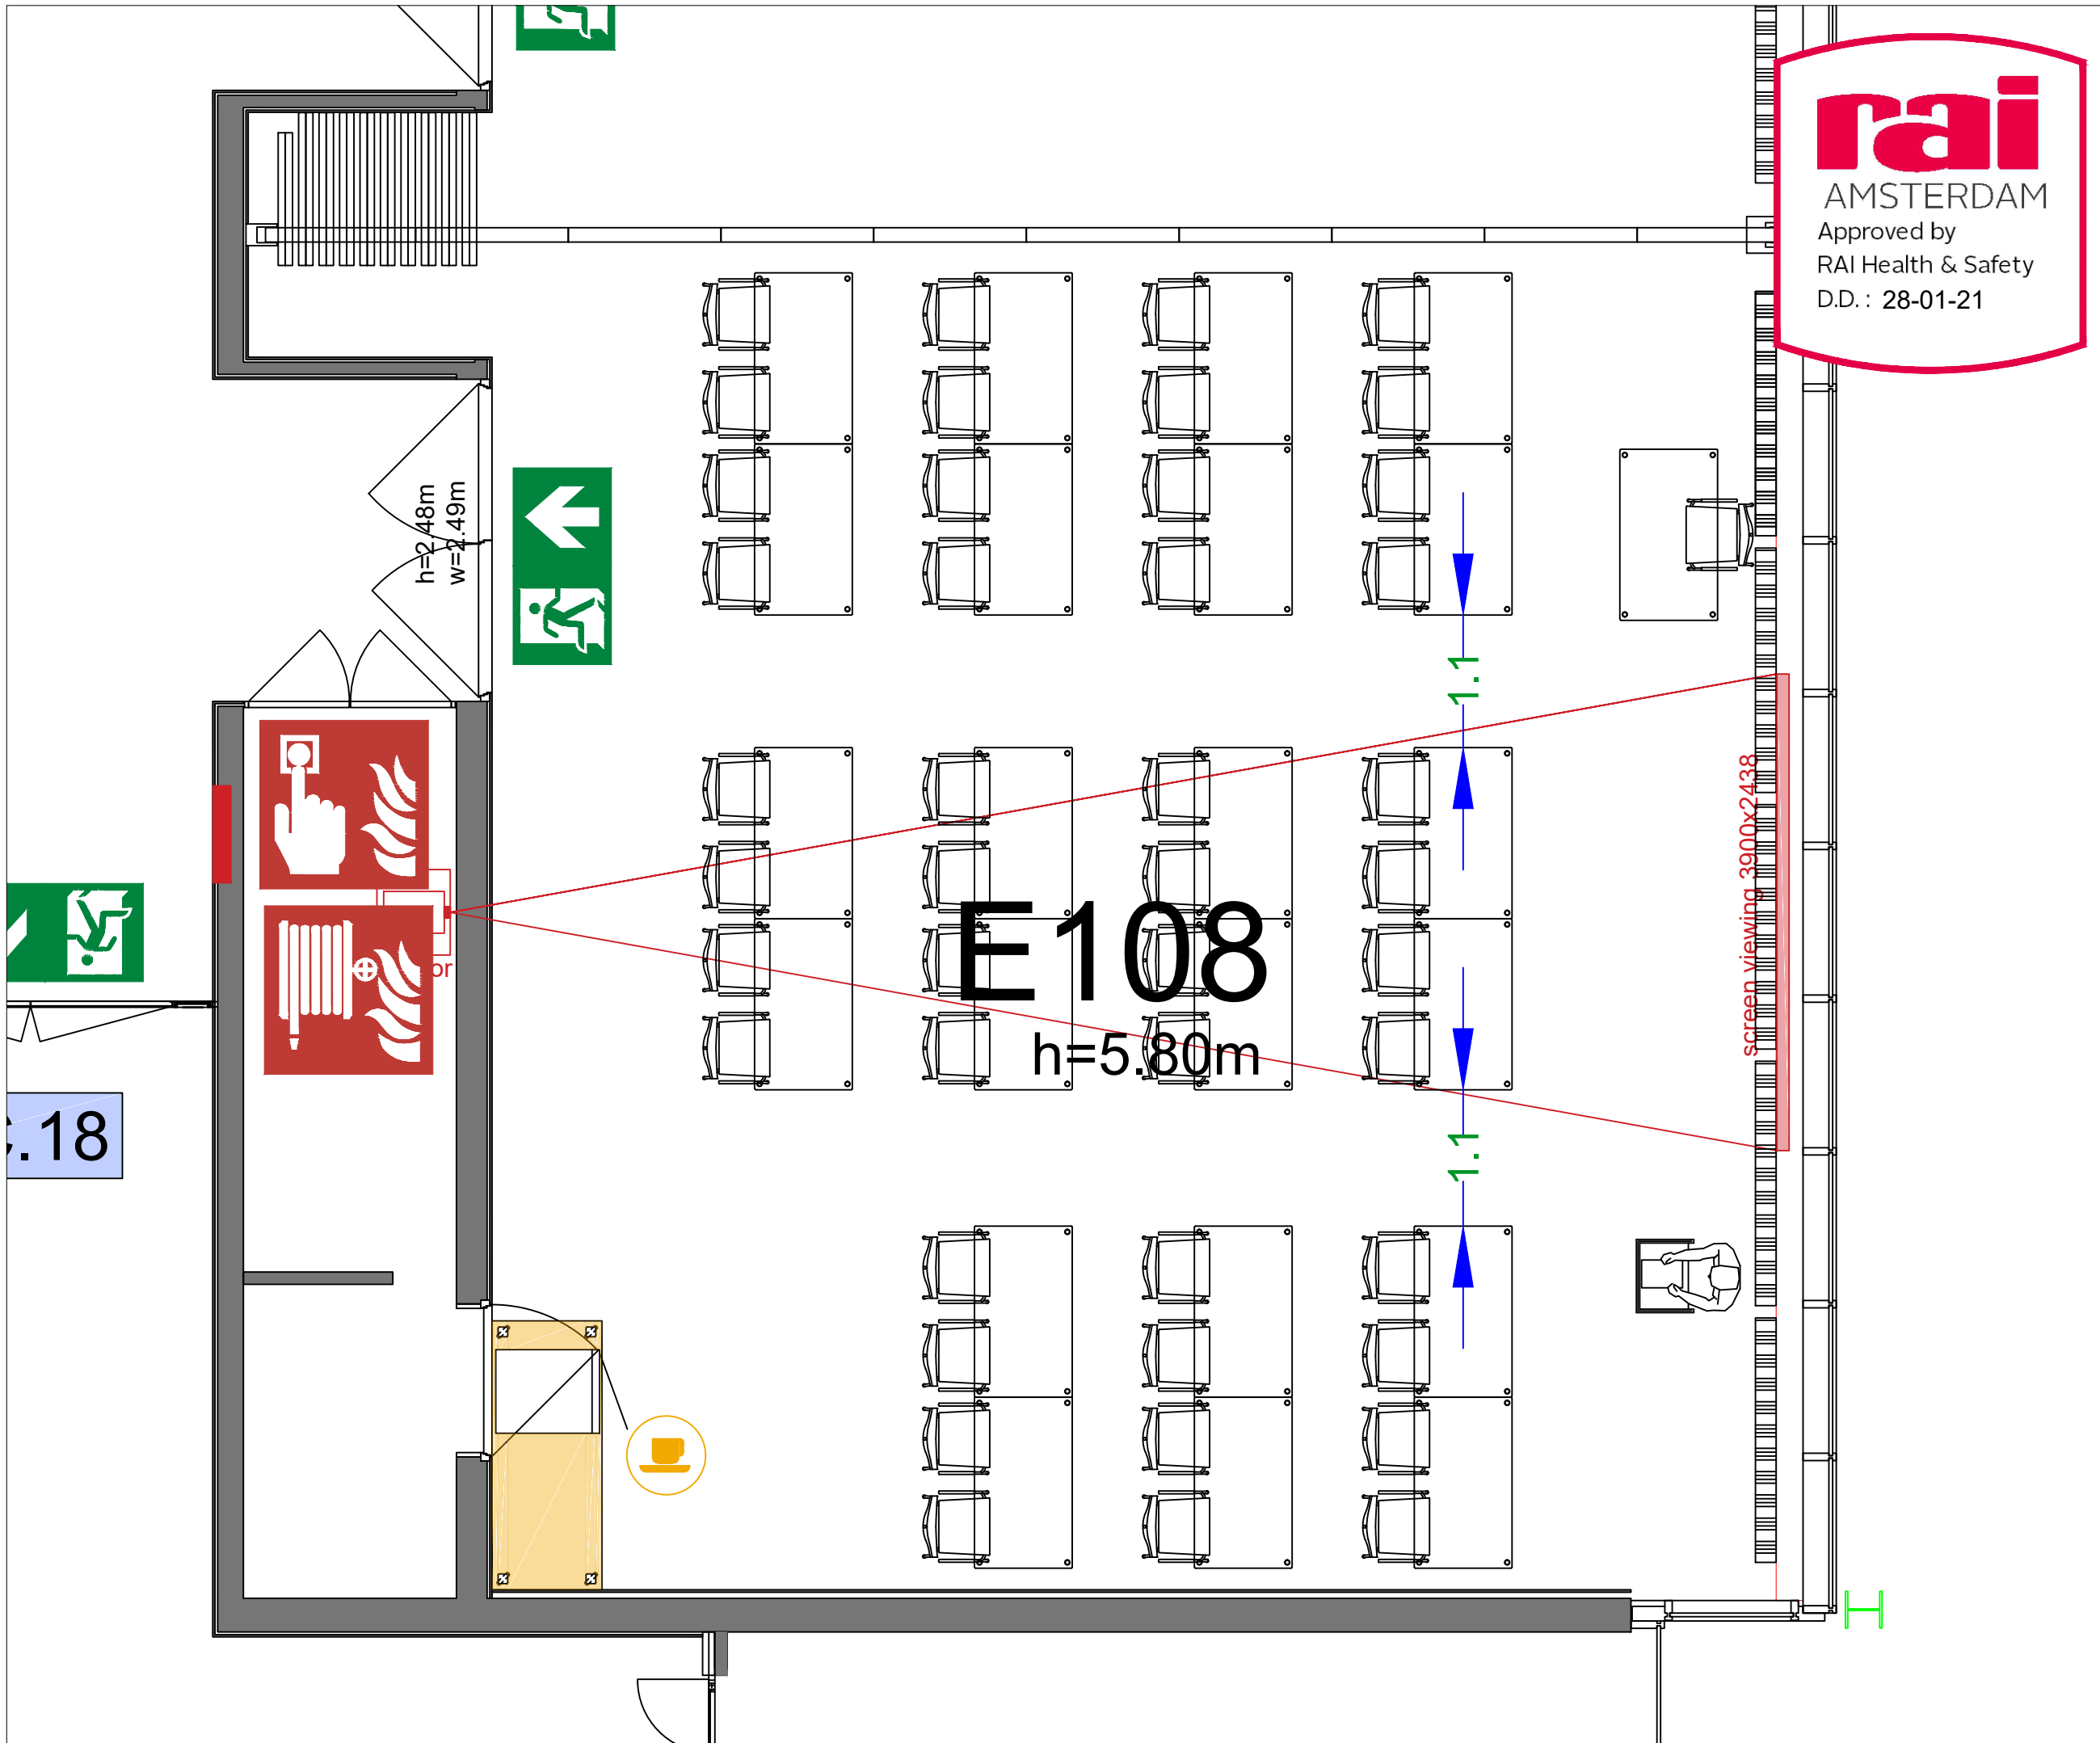 rai
AMSTERDAM
Approved by
RAI Health & Safety
D.D. : 28-01-21
h=2.48m
w=2.49m
1.1
screen viewing 3900x2438
E108
h=5.80m
or
.18
1.1
H